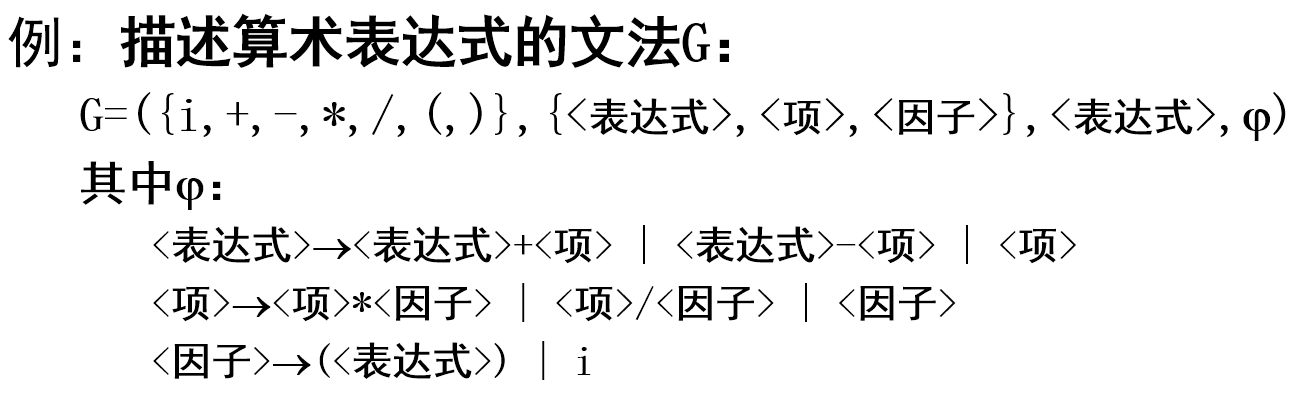 例：描述算术表达式的文法G：
G=({i,+,-,*,/,(,)},{<表达式>,<项>,<因子>},<表达式>,φ)
其中φ：
<表达式>→<表达式>+<项> | <表达式>-<项> | <项>
<项>→<项>*<因子> | <项>/<因子> | <因子>
<因子>→(<表达式>) | i